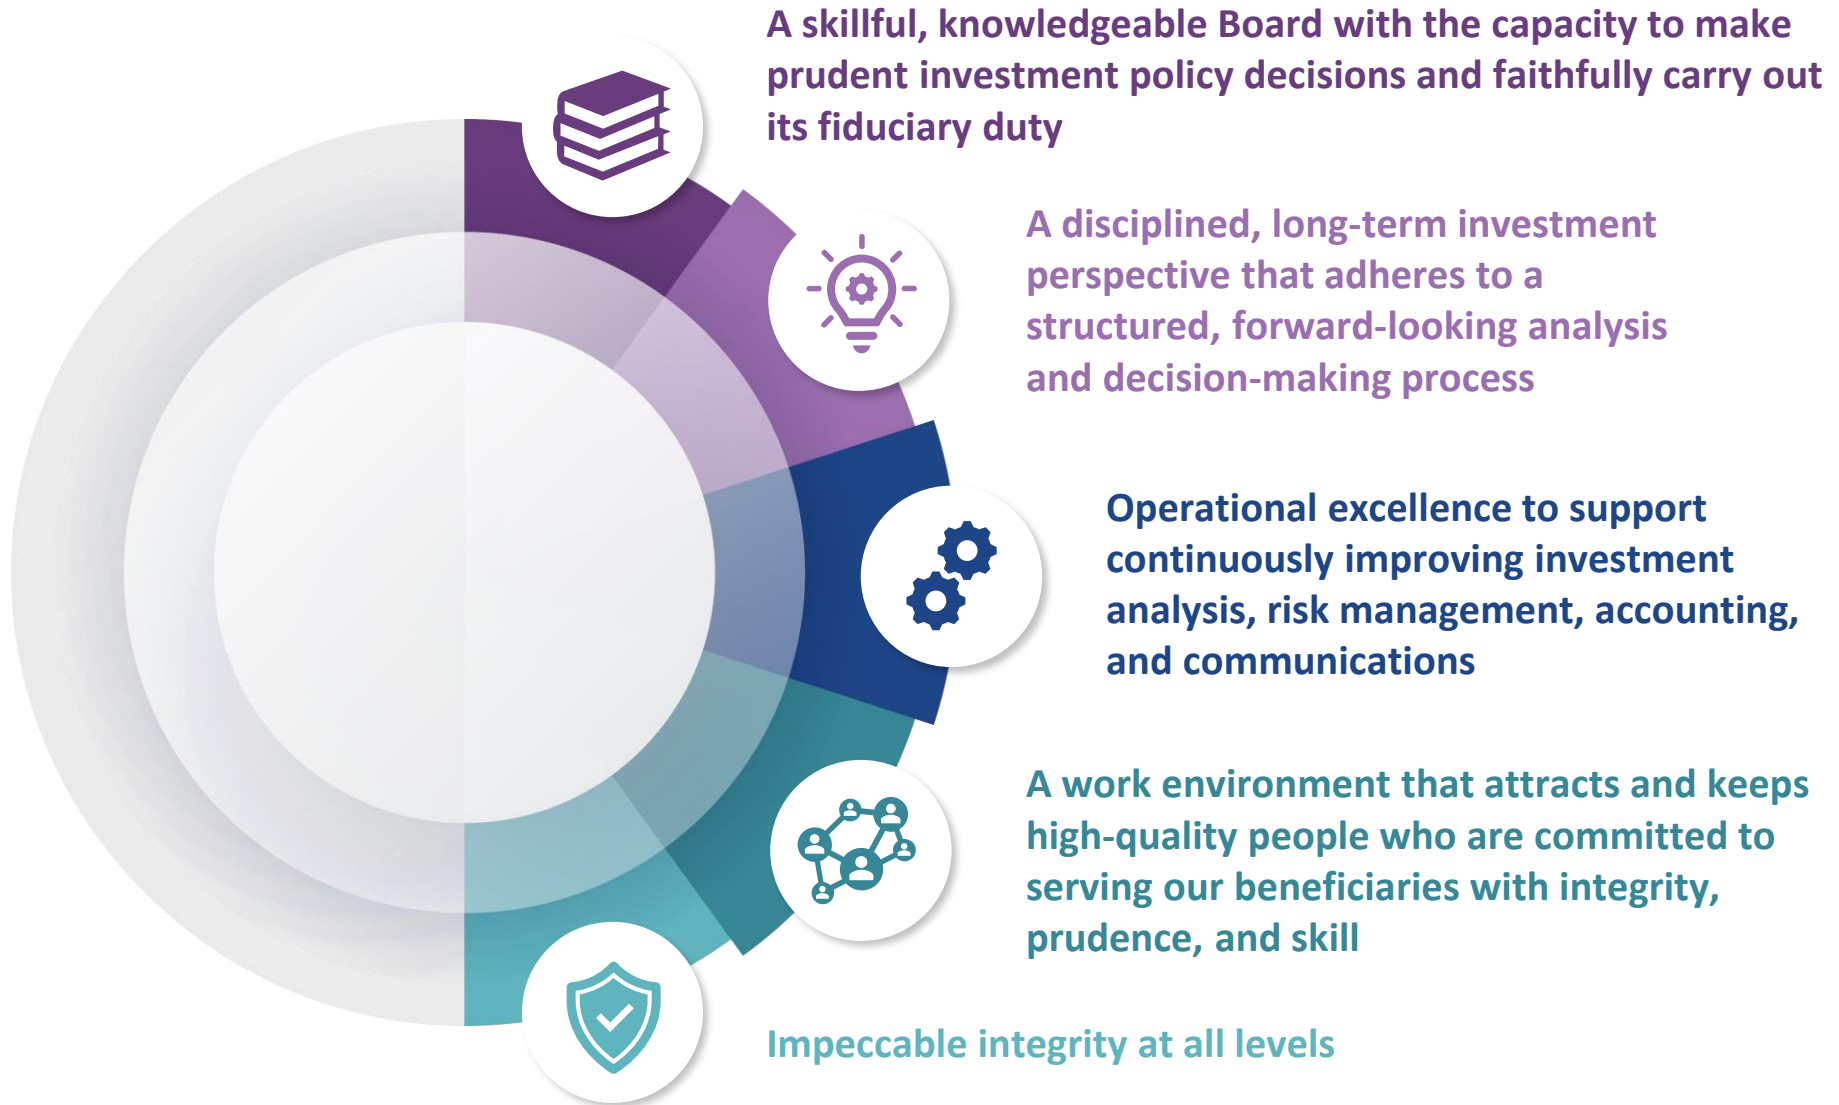 A skillful, knowledgeable Board with the capacity to make
prudent investment policy decisions and faithfully carry out
its fiduciary duty
A disciplined, long-term investment
perspective that adheres to a
structured, forward-looking analysis
and decision-making process
Operational excellence to support
continuously improving investment
analysis, risk management, accounting,
and communications
A work environment that attracts and keeps
high-quality people who are committed to
serving our beneficiaries with integrity,
prudence, and skill
Impeccable integrity at all levels